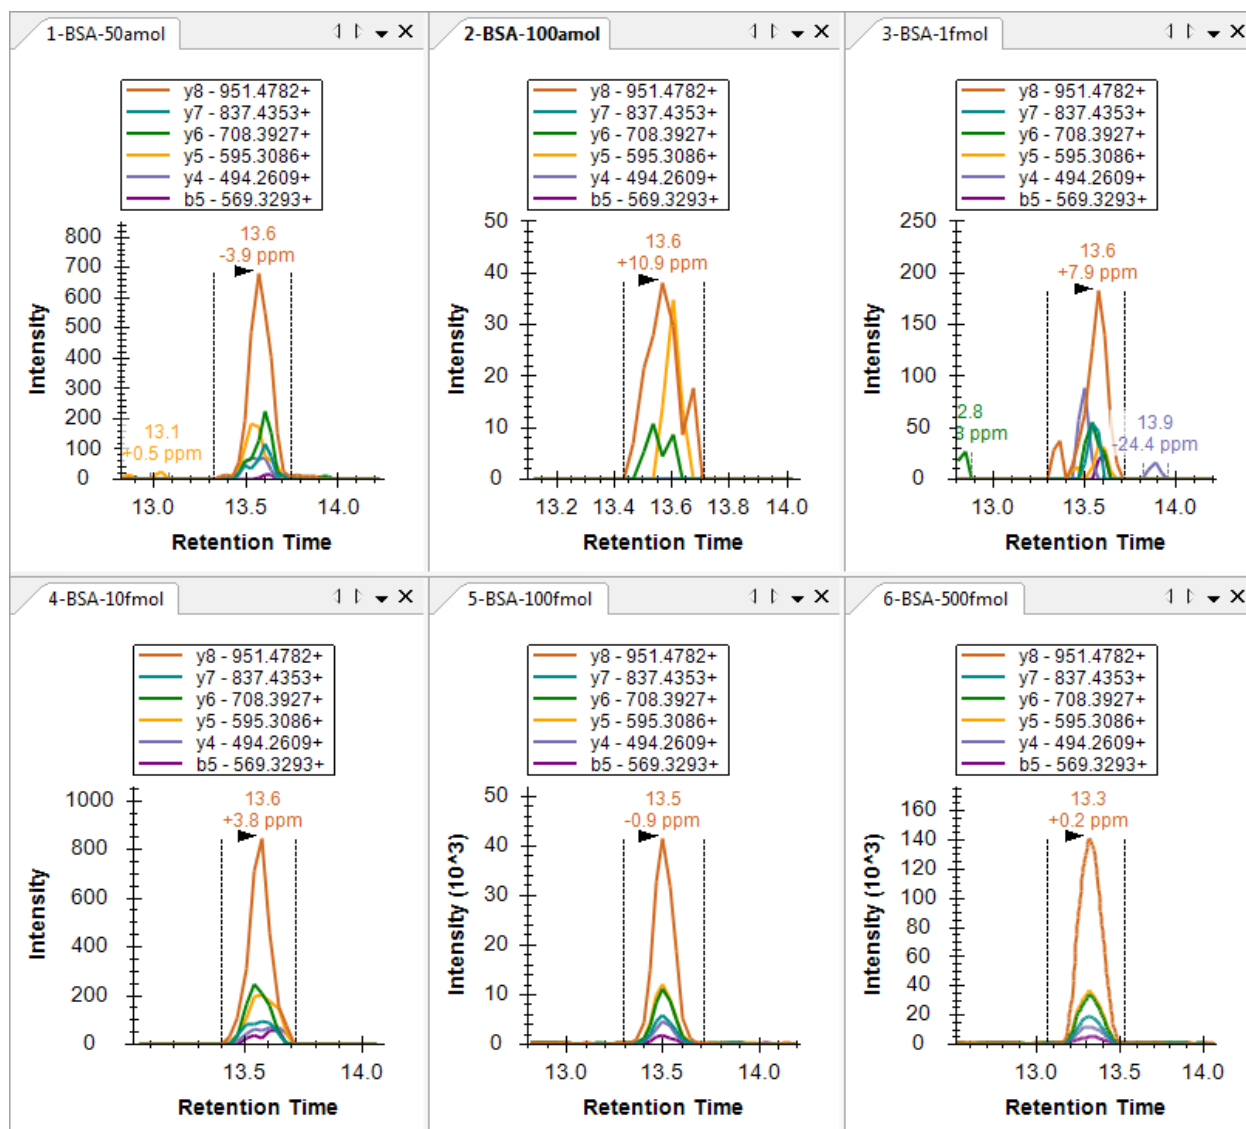 1-BSA-50amol
y8 - 951.4782+
y7 - 837.4353+
y6 - 708.3927+
y5 - 595.3086+
y4 - 494.2609+
b5 - 569.3293+
800
700
600
500
400
300
200
100
0
13.6
-3.9 ppm
13.1
+0.5 ppm
13.0
13.5
14.0
Intensity
Retention Time
2-BSA-100amol
y8 - 951.4782+
y7 - 837.4353+
y6 - 708.3927+
y5 - 595.3086+
y4 - 494.2609+
b5 - 569.3293+
50
40
30
20
10
0
13.6
+10.9 ppm
13.2
13.4
13.6
13.8
14.0
Intensity
Retention Time
3-BSA-1fmol
y8 - 951.4782+
y7 - 837.4353+
y6 - 708.3927+
y5 - 595.3086+
y4 - 494.2609+
b5 - 569.3293+
250
200
150
100
50
0
13.6
+7.9 ppm
2.8
3 ppm
13.9
-24.4 ppm
13.0
13.5
14.0
Intensity
Retention Time
4-BSA-10fmol
y8 - 951.4782+
y7 - 837.4353+
y6 - 708.3927+
y5 - 595.3086+
y4 - 494.2609+
b5 - 569.3293+
1000
800
600
400
200
0
13.6
+3.8 ppm
13.5
14.0
Intensity
Retention Time
5-BSA-100fmol
y8 - 951.4782+
y7 - 837.4353+
y6 - 708.3927+
y5 - 595.3086+
y4 - 494.2609+
b5 - 569.3293+
50
40
30
20
10
0
13.5
-0.9 ppm
13.0
13.5
14.0
Intensity (10^3)
Retention Time
6-BSA-500fmol
y8 - 951.4782+
y7 - 837.4353+
y6 - 708.3927+
y5 - 595.3086+
y4 - 494.2609+
b5 - 569.3293+
160
140
120
100
80
60
40
20
0
13.3
+0.2 ppm
13.0
13.5
14.0
Intensity (10^3)
Retention Time